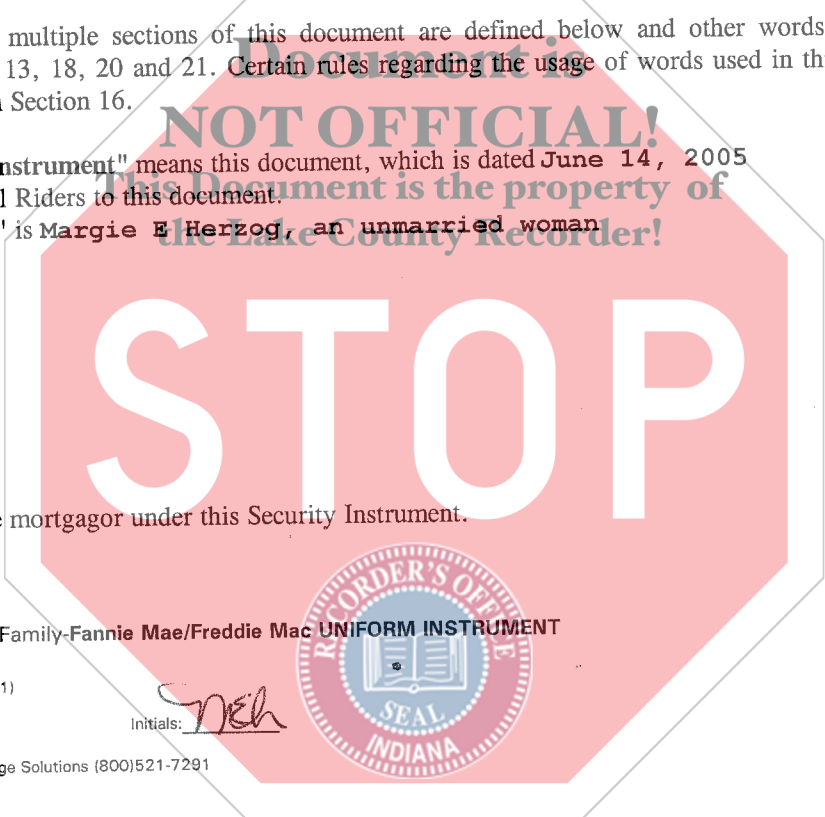 multiple sections of this document are defined below and other words
Document is
13, 18, 20 and 21. Certain rules regarding the usage of words used in th
Section 16.
NOT OFFICIAL!
nstrument" means this document, which is dated June 14, 2005
This Document is the property of
l Riders to this document.
" is Margie E Herzog, an unmarried woman
the Lake County Recorder!
STOP
e mortgagor under this Security Instrument.
RECORDER'S OFFICE
Family-Fannie Mae/Freddie Mac UNIFORM INSTRUMENT
1)
Initials: MEh
SEAL
INDIANA
ge Solutions (800)521-7291